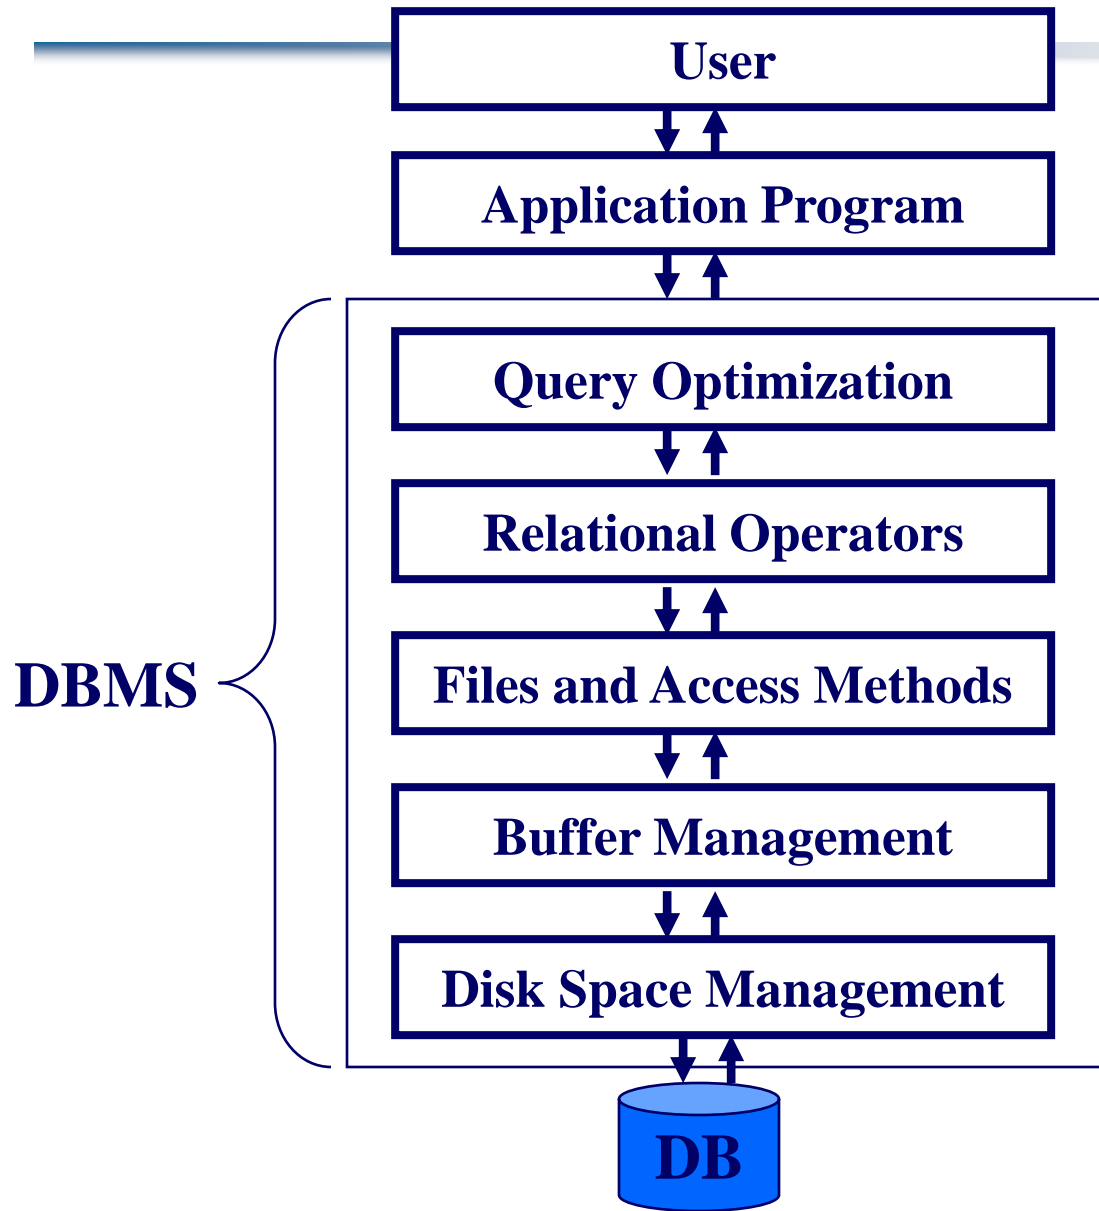 User
Application Program
Query Optimization
Relational Operators
DBMS
Files and Access Methods
Buffer Management
Disk Space Management
DB